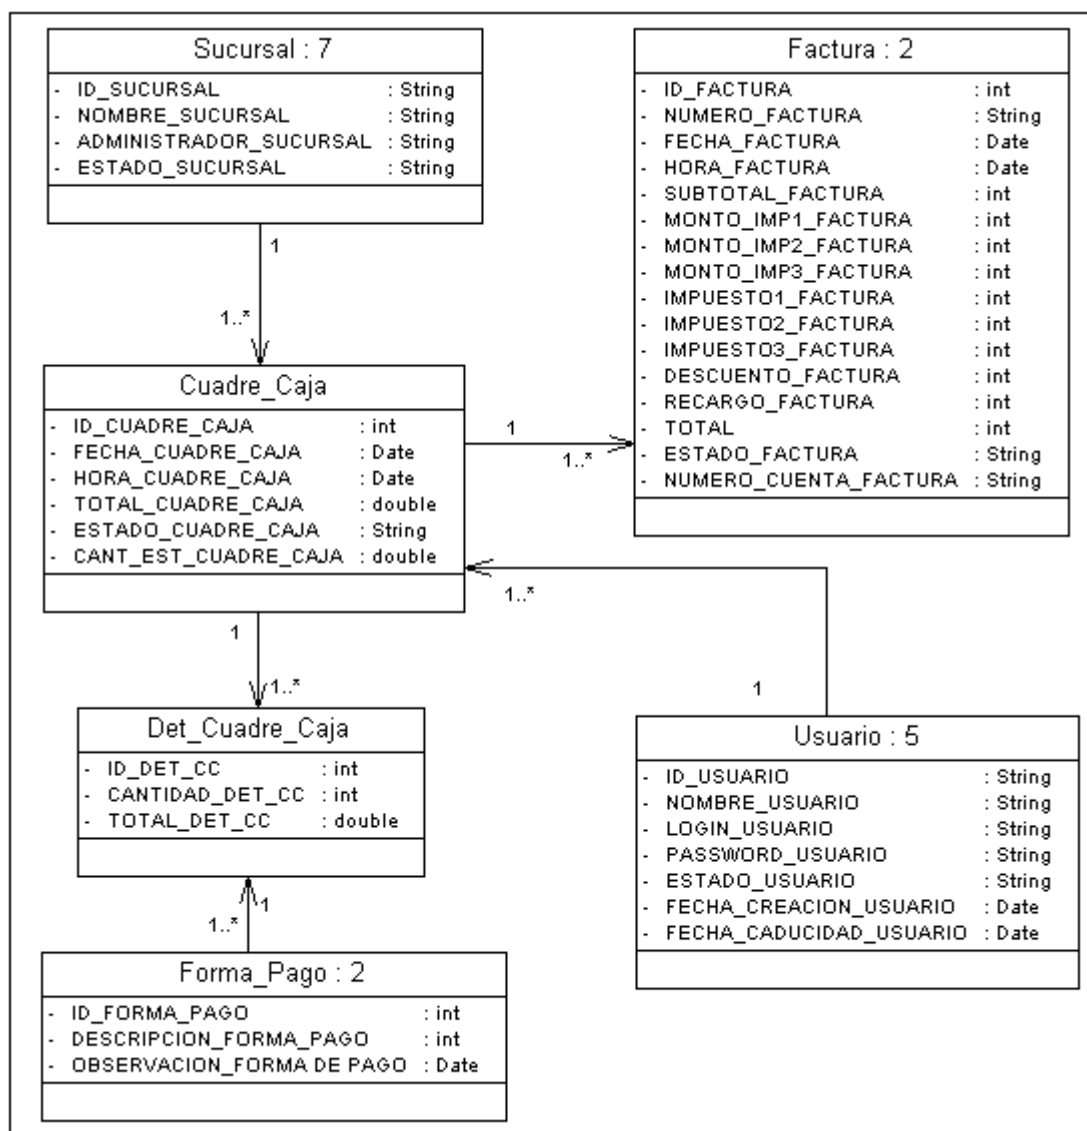 Sucursal : 7
- ID_SUCURSAL : String
- NOMBRE_SUCURSAL : String
- ADMINISTRADOR_SUCURSAL : String
- ESTADO_SUCURSAL : String
Factura : 2
- ID_FACTURA : int
- NUMERO_FACTURA : String
- FECHA_FACTURA : Date
- HORA_FACTURA : Date
- SUBTOTAL_FACTURA : int
- MONTO_IMP1_FACTURA : int
- MONTO_IMP2_FACTURA : int
- MONTO_IMP3_FACTURA : int
- IMPUESTO1_FACTURA : int
- IMPUESTO2_FACTURA : int
- IMPUESTO3_FACTURA : int
- DESCUENTO_FACTURA : int
- RECARGO_FACTURA : int
- TOTAL : int
- ESTADO_FACTURA : String
- NUMERO_CUENTA_FACTURA : String
1
1..*
Cuadre_Caja
- ID_CUADRE_CAJA : int
- FECHA_CUADRE_CAJA : Date
- HORA_CUADRE_CAJA : Date
- TOTAL_CUADRE_CAJA : double
- ESTADO_CUADRE_CAJA : String
- CANT_EST_CUADRE_CAJA : double
1
1..*
1..*
1
1
1..*
Det_Cuadre_Caja
- ID_DET_CC : int
- CANTIDAD_DET_CC : int
- TOTAL_DET_CC : double
Usuario : 5
- ID_USUARIO : String
- NOMBRE_USUARIO : String
- LOGIN_USUARIO : String
- PASSWORD_USUARIO : String
- ESTADO_USUARIO : String
- FECHA_CREACION_USUARIO : Date
- FECHA_CADUCIDAD_USUARIO : Date
1..*
1
Forma_Pago : 2
- ID_FORMA_PAGO : int
- DESCRIPCION_FORMA_PAGO : int
- OBSERVACION_FORMA DE PAGO : Date